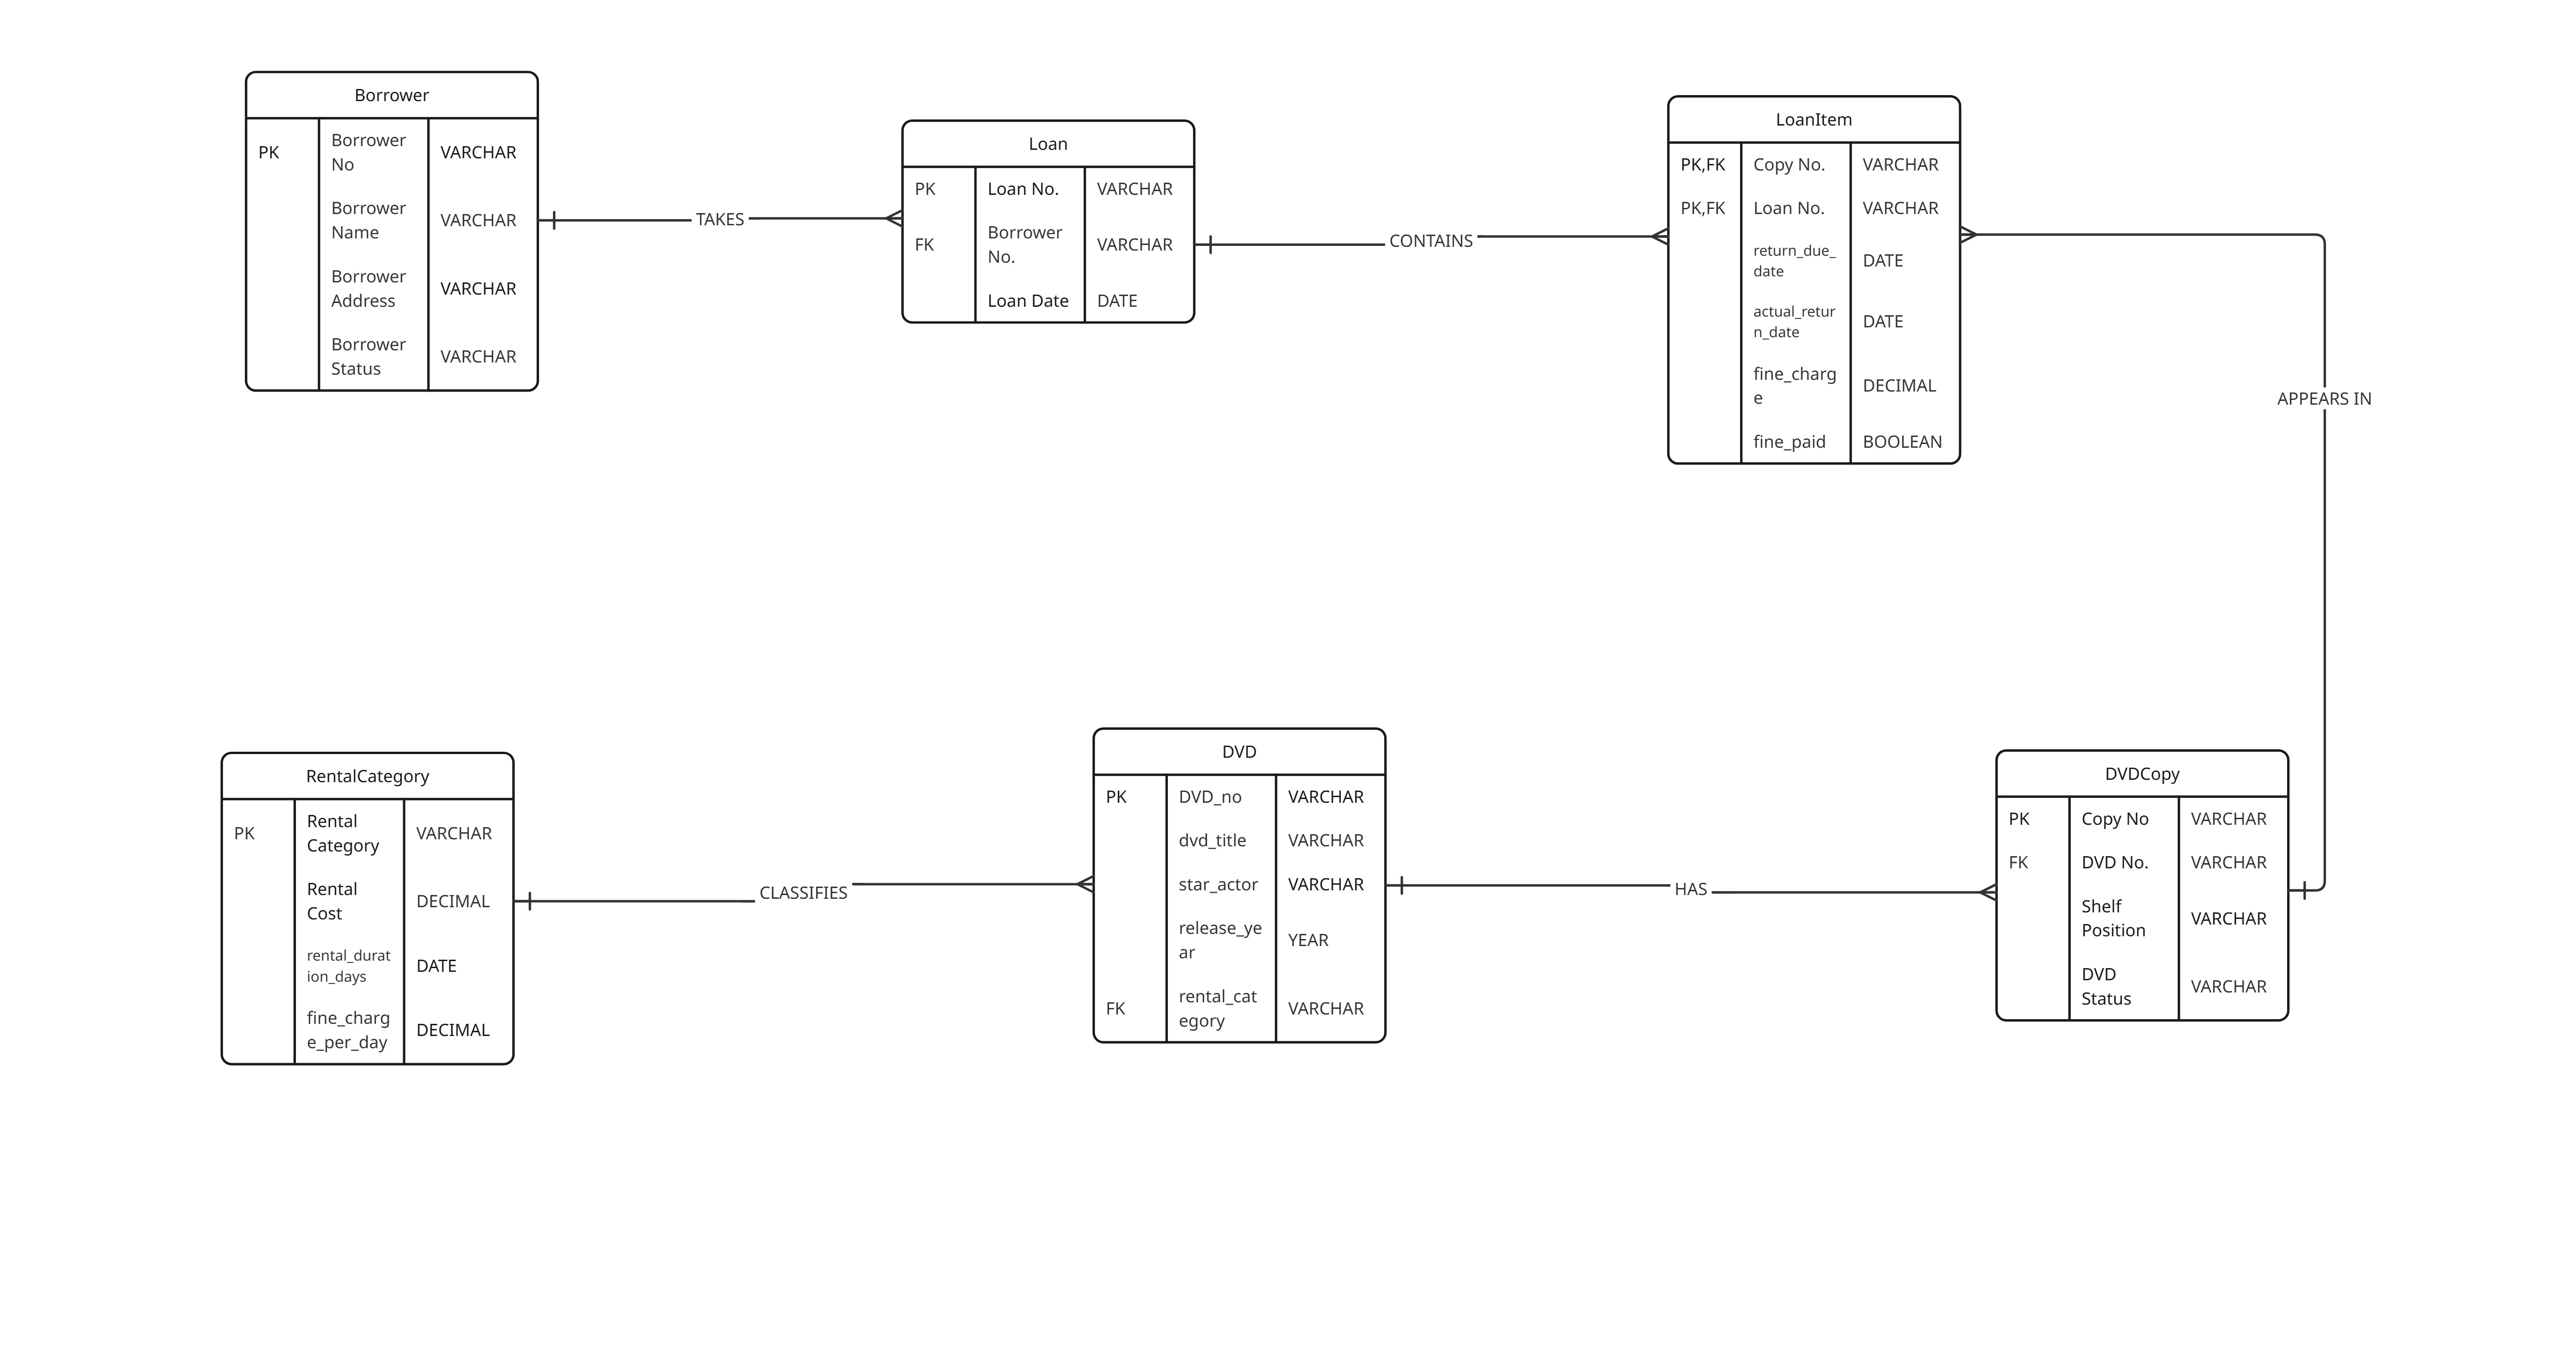 Borrower
PK
Borrower
No
VARCHAR
Borrower
Name
VARCHAR
Borrower
Address
VARCHAR
Borrower
Status
VARCHAR
TAKES
Loan
PK
Loan No.
VARCHAR
FK
Borrower
No.
VARCHAR
Loan Date
DATE
CONTAINS
LoanItem
PK,FK
Copy No.
VARCHAR
PK,FK
Loan No.
VARCHAR
return_due_
date
DATE
actual_retur
n_date
DATE
fine_charg
e
DECIMAL
fine_paid
BOOLEAN
APPEARS IN
RentalCategory
PK
Rental
Category
VARCHAR
Rental
Cost
DECIMAL
rental_durat
ion_days
DATE
fine_charg
e_per_day
DECIMAL
CLASSIFIES
DVD
PK
DVD_no
VARCHAR
dvd_title
VARCHAR
star_actor
VARCHAR
release_ye
ar
YEAR
FK
rental_cat
egory
VARCHAR
HAS
DVDCopy
PK
Copy No
VARCHAR
FK
DVD No.
VARCHAR
Shelf
Position
VARCHAR
DVD
Status
VARCHAR